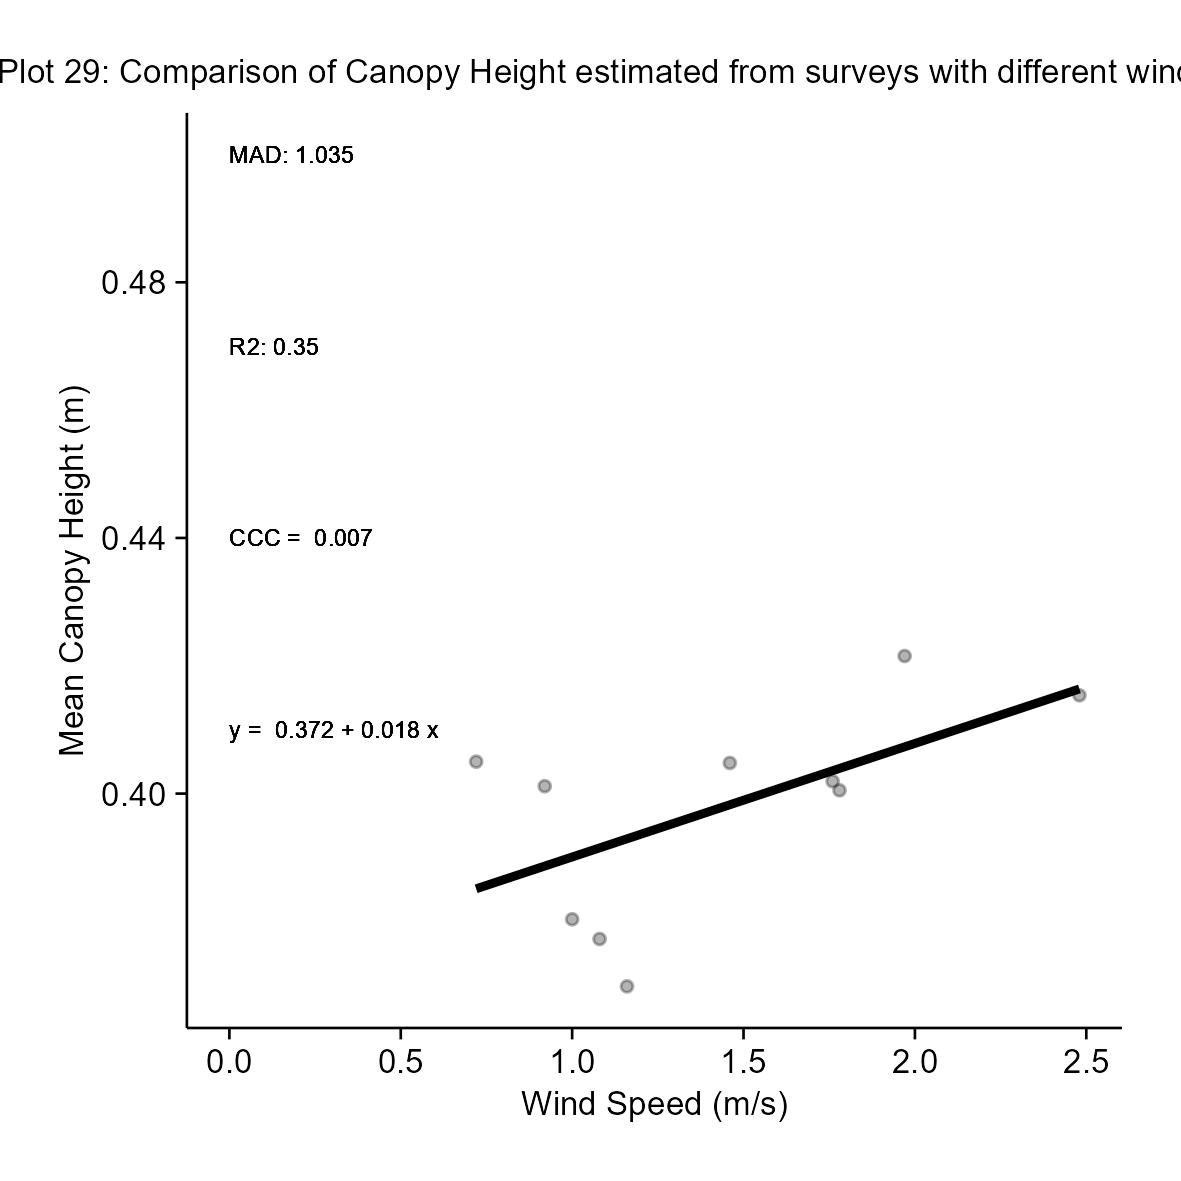 Plot 29: Comparison of Canopy Height estimated from surveys with different
MAD: 1.035
0.48
R2: 0.35
Mean Canopy Height (m)
0.44
CCC =  0.007
y =  0.372 + 0.018 x
0.40
0.0 0.5 1.0 1.5 2.0 2.5
Wind Speed (m/s)